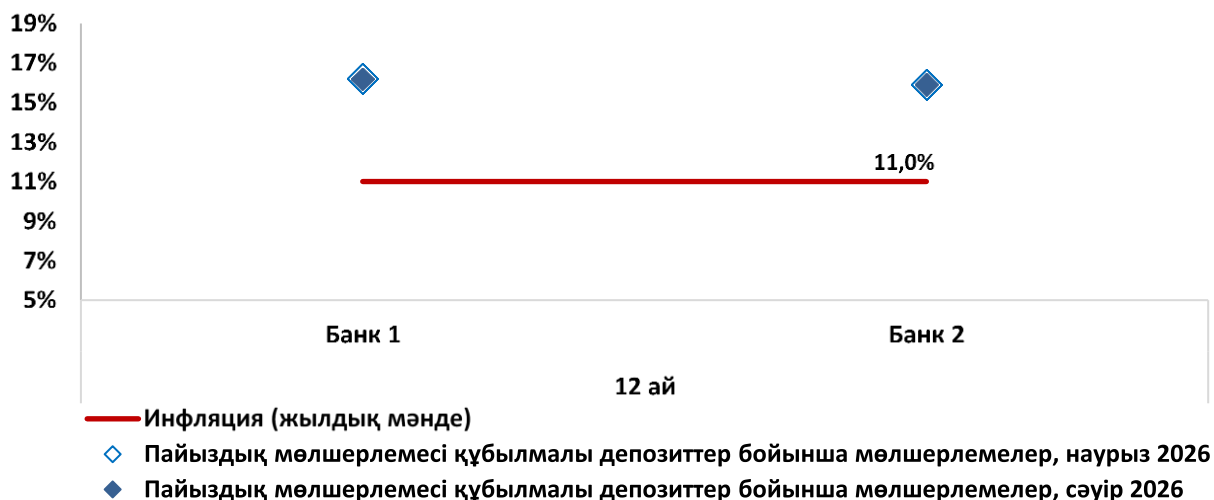 19%
17%
15%
13%
11%
9%
7%
5%
11,0%
Банк 1
Банк 2
12 ай
Инфляция (жылдық мәнде)
Пайыздық мөлшерлемесі құбылмалы депозиттер бойынша мөлшерлемелер, наурыз 2026
Пайыздық мөлшерлемесі құбылмалы депозиттер бойынша мөлшерлемелер, сәуір 2026